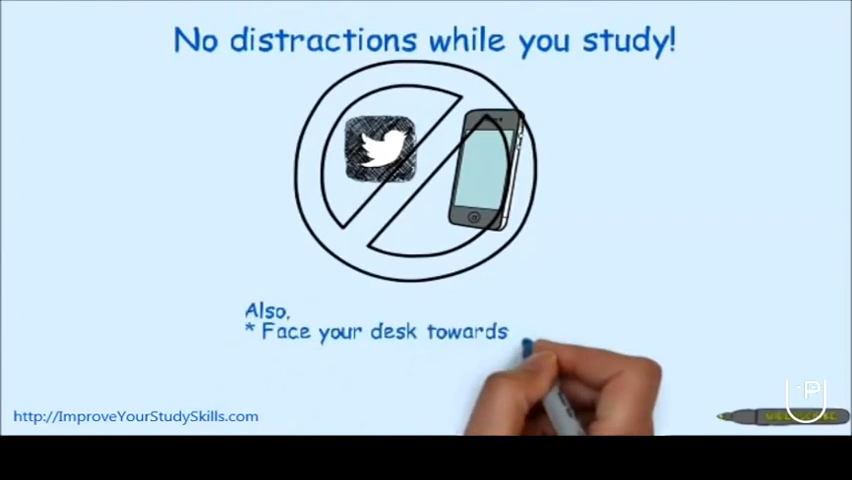 No distractions while you study!
Also,
* Face your desk towards
http://ImproveYourStudySkills.com